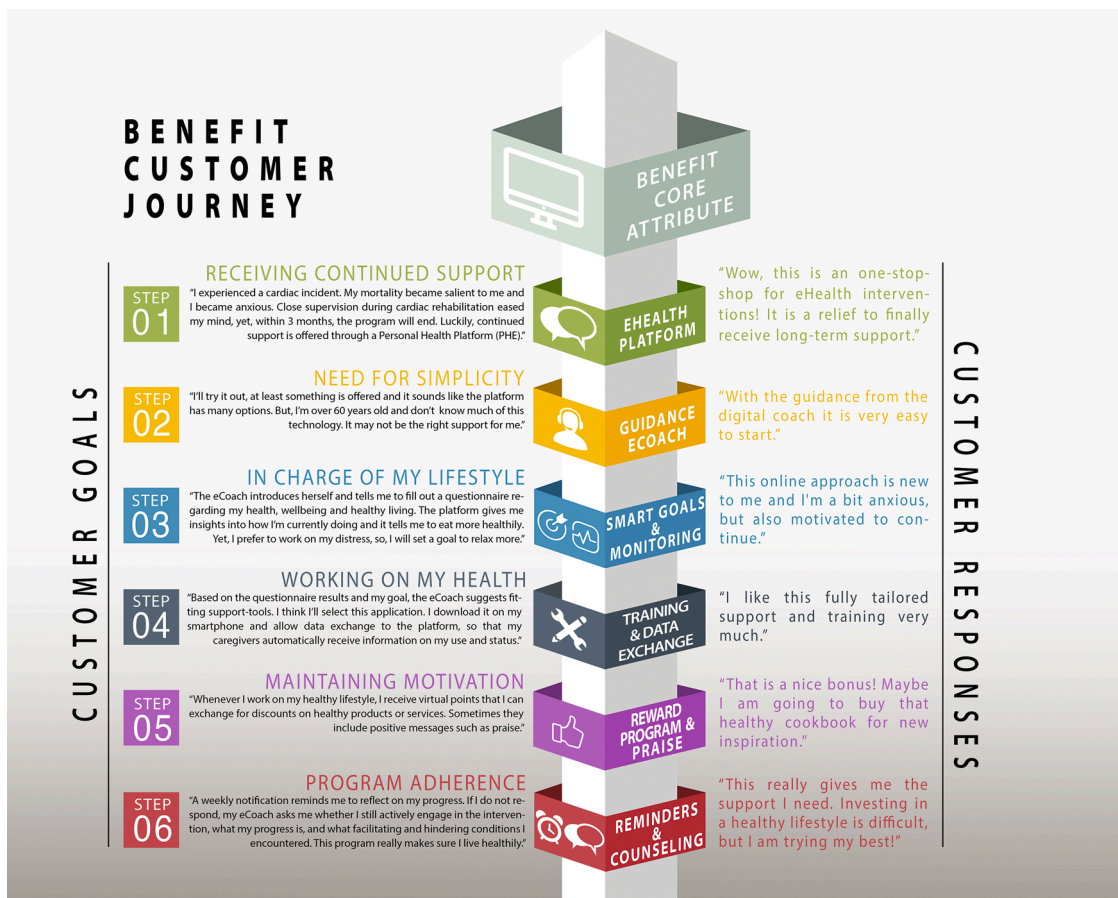 BENEFIT
CUSTOMER
JOURNEY
BENEFIT
CORE
ATTRIBUTE
CUSTOMER GOALS
CUSTOMER RESPONSES
STEP
01
RECEIVING CONTINUED SUPPORT
“I experienced a cardiac incident. My mortality became salient to me and
I became anxious. Close supervision during cardiac rehabilitation eased
my mind, yet, within 3 months, the program will end. Luckily, continued
support is offered through a Personal Health Platform (PHE).”
EHEALTH
PLATFORM
“Wow, this is an one-stop-
shop for eHealth interven-
tions! It is a relief to finally
receive long-term support.”
STEP
02
NEED FOR SIMPLICITY
“I’ll try it out, at least something is offered and it sounds like the platform
has many options. But, I’m over 60 years old and don’t know much of this
technology. It may not be the right support for me.”
GUIDANCE
ECOACH
“With the guidance from the
digital coach it is very easy
to start.”
STEP
03
IN CHARGE OF MY LIFESTYLE
“The eCoach introduces herself and tells me to fill out a questionnaire re-
garding my health, wellbeing and healthy living. The platform gives me
insights into how I’m currently doing and it tells me to eat more healthily.
Yet, I prefer to work on my distress, so, I will set a goal to relax more.”
SMART GOALS
&
MONITORING
“This online approach is new
to me and I'm a bit anxious,
but also motivated to con-
tinue.”
STEP
04
WORKING ON MY HEALTH
“Based on the questionnaire results and my goal, the eCoach suggests fit-
ting support-tools. I think I’ll select this application. I download it on my
smartphone and allow data exchange to the platform, so that my
caregivers automatically receive information on my use and status.”
TRAINING
& DATA
EXCHANGE
“I like this fully tailored
support and training very
much.”
STEP
05
MAINTAINING MOTIVATION
“Whenever I work on my healthy lifestyle, I receive virtual points that I can
exchange for discounts on healthy products or services. Sometimes they
include positive messages such as praise.”
REWARD
PROGRAM &
PRAISE
“That is a nice bonus! Maybe
I am going to buy that
healthy cookbook for new
inspiration.”
STEP
06
PROGRAM ADHERENCE
“A weekly notification reminds me to reflect on my progress. If I do not re-
spond, my eCoach asks me whether I still actively engage in the interven-
tion, what my progress is, and what facilitating and hindering conditions I
encountered. This program really makes sure I live healthily.”
REMINDERS
&
COUNSELING
“This really gives me the
support I need. Investing in
a healthy lifestyle is difficult,
but I am trying my best!”